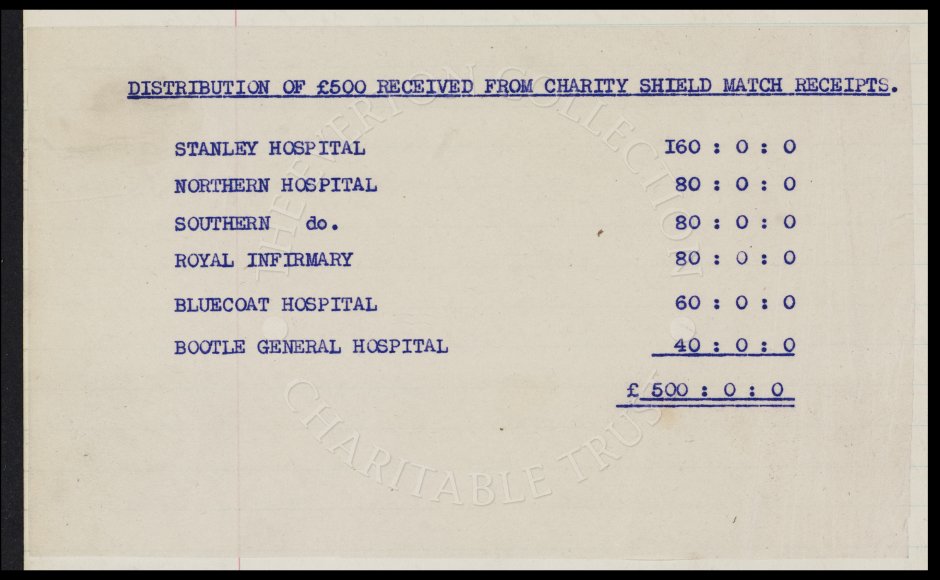 DISTRIBUTION OF £500 RECEIVED FROM CHARITY SHIELD MATCH RECEIPTS.
STANLEY HOSPITAL I60 : 0 : 0
NORTHERN HOSPITAL 80 : 0 : 0
SOUTHERN do. 80 : 0 : 0
ROYAL INFIRMARY 80 : 0 : 0
BLUECOAT HOSPITAL 60 : 0 : 0
BOOTLE GENERAL HOSPITAL 40 : 0 : 0
£ 500 : 0 : 0
THE EVERTON COLLECTION
CHARITABLE TRUST